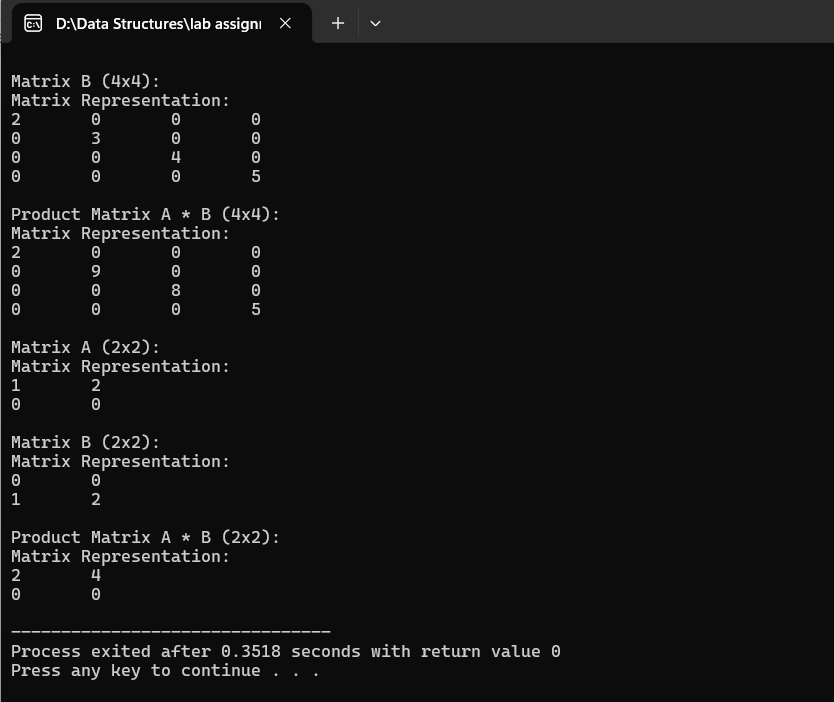 D:\Data Structures\lab assignı
Matrix B (4x4):
Matrix Representation:
2 0 0 0
0 3 0 0
0 0 4 0
0 0 0 5
Product Matrix A * B (4x4):
Matrix Representation:
2 0 0 0
0 9 0 0
0 0 8 0
0 0 0 5
Matrix A (2x2):
Matrix Representation:
1 2
0 0
Matrix B (2x2):
Matrix Representation:
0 0
1 2
Product Matrix A * B (2x2):
Matrix Representation:
2 4
0 0
--------------------------------
Process exited after 0.3518 seconds with return value 0
Press any key to continue . . .